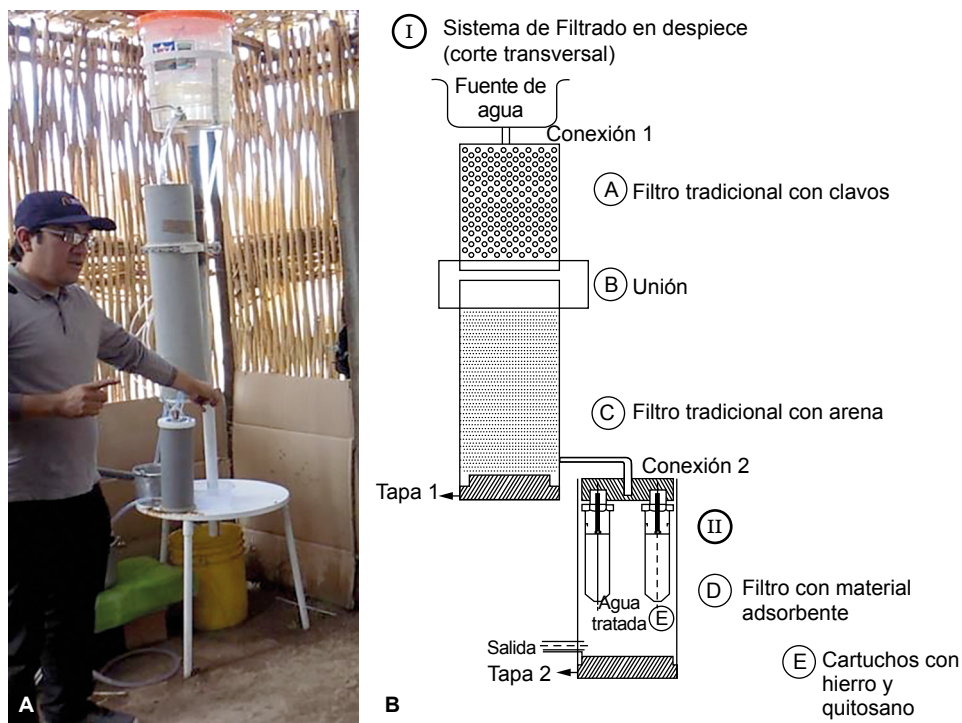 I Sistema de Filtrado en despiece
(corte transversal)
Fuente de
agua
Conexión 1
A Filtro tradicional con clavos
B Unión
C Filtro tradicional con arena
Conexión 2
Tapa 1
II
D Filtro con material
adsorbente
Agua
tratada E
Salida
Tapa 2
E Cartuchos con
hierro y
quitosano
A
B